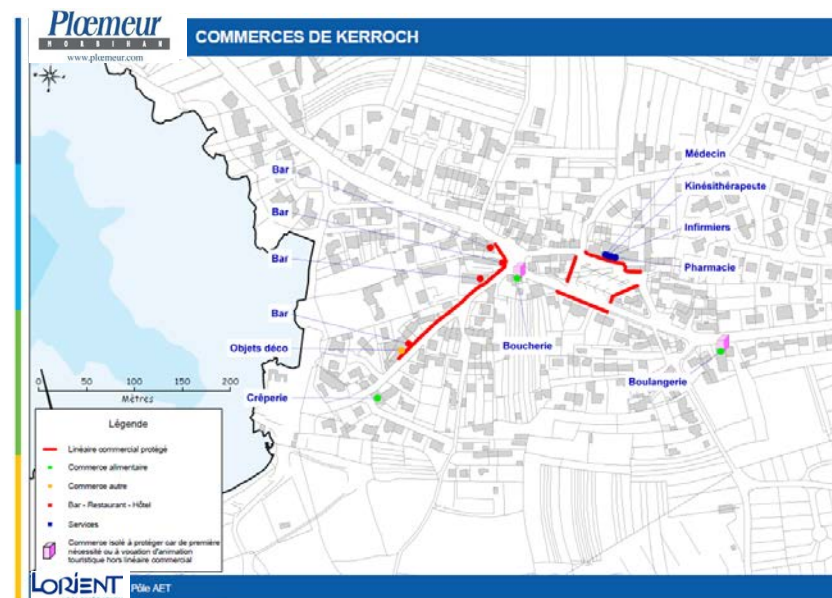 Plœmeur
MORBIHAN
www.plœmeur.com
COMMERCES DE KERROCH
Médecin
Kinésithérapeute
Infirmiers
Pharmacie
Bar
Bar
Bar
Bar
Objets déco
Crêperie
Boucherie
Boulangerie
0 50 100 150 200
Mètres
Légende
Linéaire commercial protégé
Commerce alimentaire
Commerce autre
Bar - Restaurant - Hôtel
Services
Commerce isolé à protéger car de première
nécessité ou à vocation d'animation
touristique hors linéaire commercial
LORIENT
Pôle AET